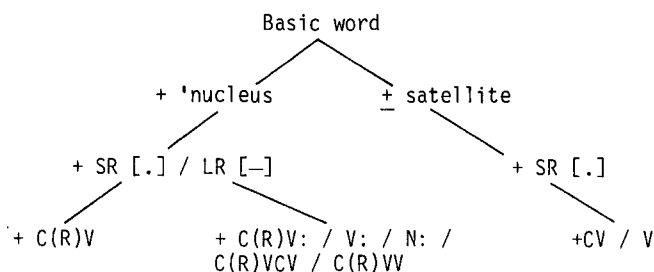 Basic word
+ 'nucleus ± satellite
+ SR [.] / LR [—] + SR [.]
+ C(R)V + C(R)V: / V: / N: / +CV / V
C(R)VCV / C(R)VV